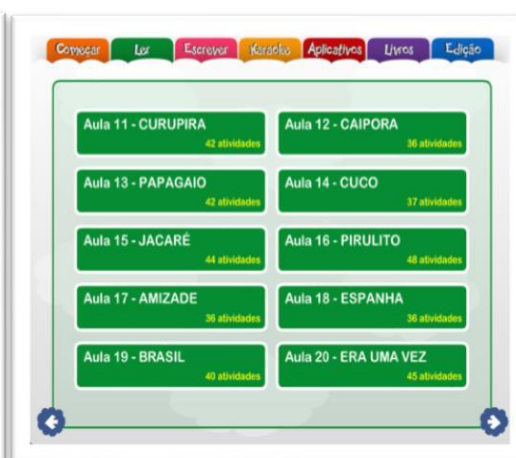 Começar Ler Escrever Karaokê Aplicativos Livros Edição
Aula 11 - CURUPIRA
42 atividades
Aula 12 - CAIPORA
36 atividades
Aula 13 - PAPAGAIO
42 atividades
Aula 14 - CUCO
37 atividades
Aula 15 - JACARÉ
44 atividades
Aula 16 - PIRULITO
48 atividades
Aula 17 - AMIZADE
36 atividades
Aula 18 - ESPANHA
36 atividades
Aula 19 - BRASIL
40 atividades
Aula 20 - ERA UMA VEZ
45 atividades